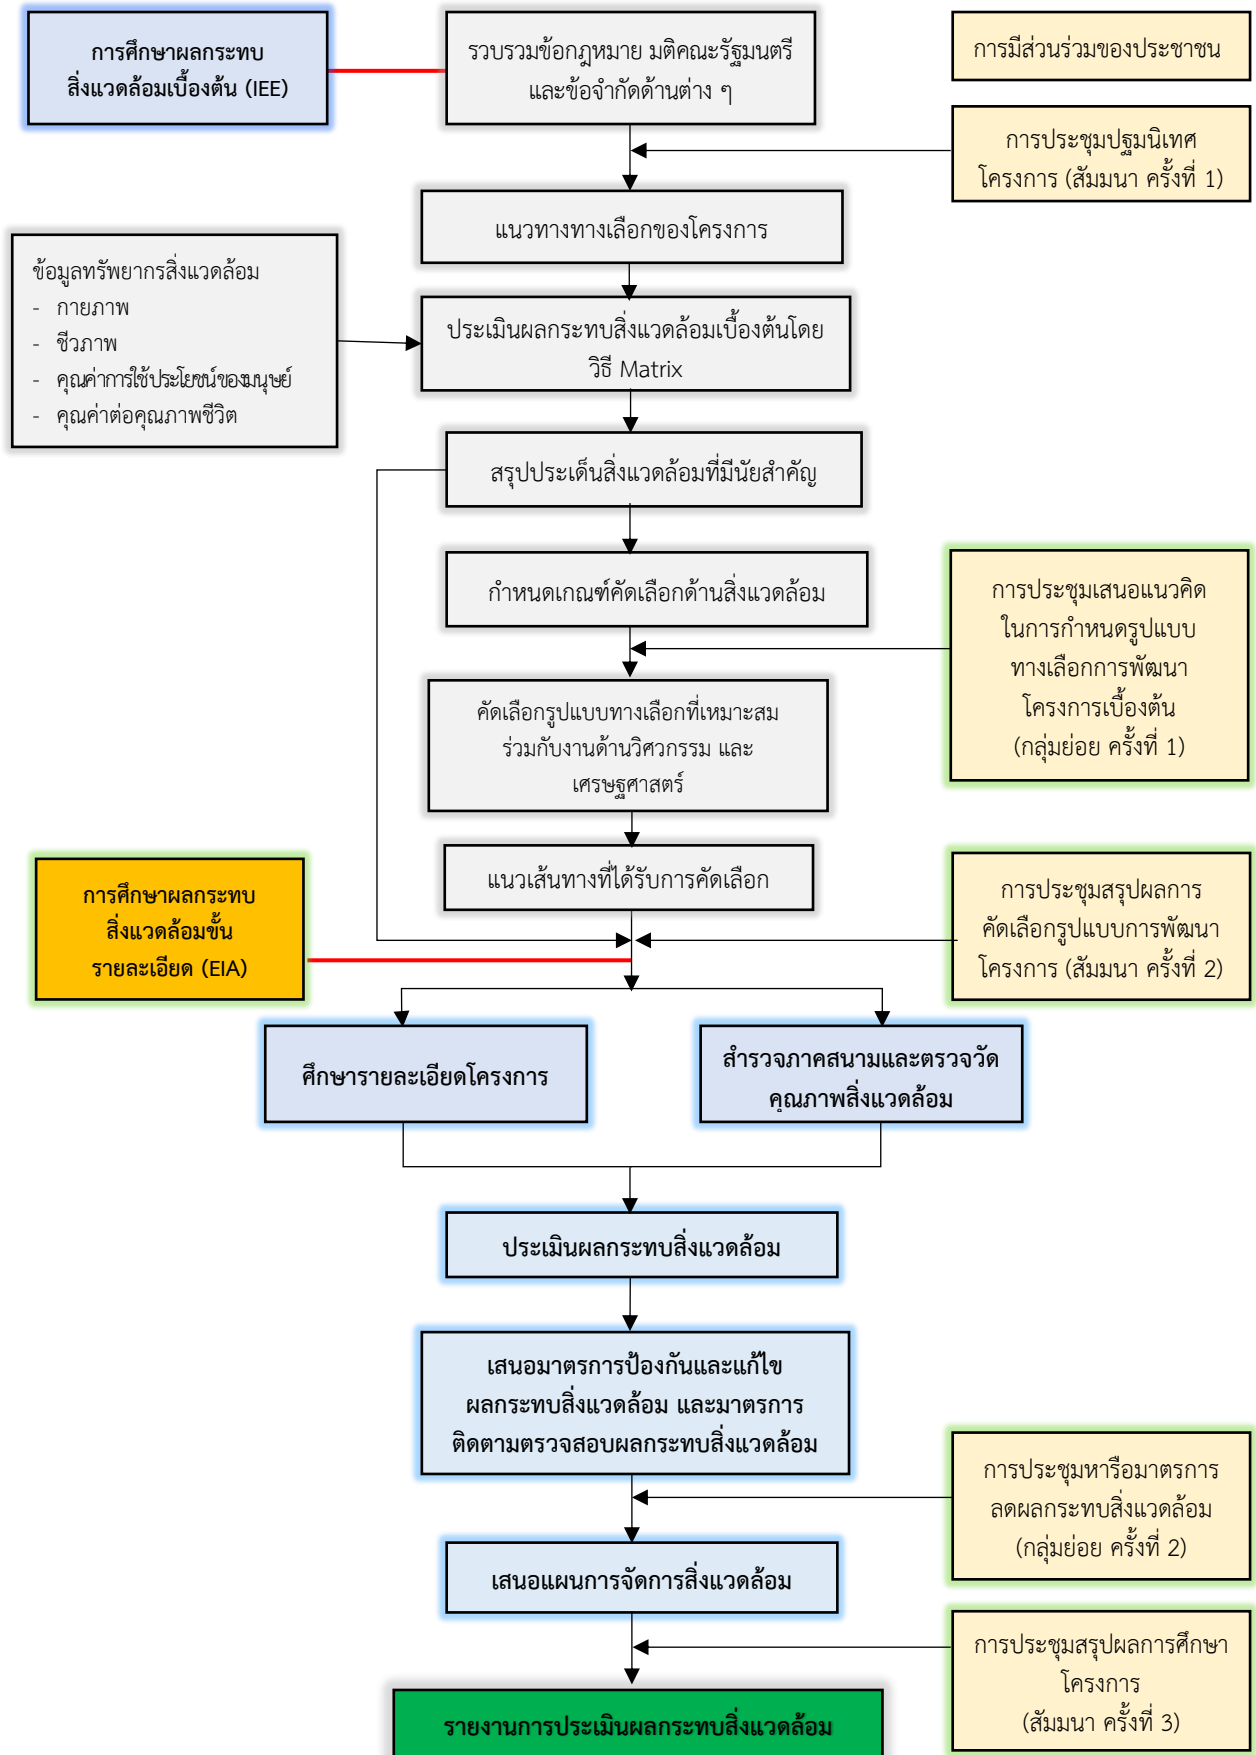 การศึกษาผลกระทบ
สิ่งแวดล้อมเบื้องต้น (IEE)
รวบรวมข้อกฎหมาย มติคณะรัฐมนตรี
และข้อจำกัดด้านต่าง ๆ
การมีส่วนร่วมของประชาชน
การประชุมปฐมนิเทศ
โครงการ (สัมมนา ครั้งที่ 1)
แนวทางทางเลือกของโครงการ
ข้อมูลทรัพยากรสิ่งแวดล้อม
- กายภาพ
- ชีวภาพ
- คุณค่าการใช้ประโยชน์ของมนุษย์
- คุณค่าต่อคุณภาพชีวิต
ประเมินผลกระทบสิ่งแวดล้อมเบื้องต้นโดย
วิธี Matrix
สรุปประเด็นสิ่งแวดล้อมที่มีนัยสำคัญ
กำหนดเกณฑ์คัดเลือกด้านสิ่งแวดล้อม
การประชุมเสนอแนวคิด
ในการกำหนดรูปแบบ
ทางเลือกการพัฒนา
โครงการเบื้องต้น
(กลุ่มย่อย ครั้งที่ 1)
คัดเลือกรูปแบบทางเลือกที่เหมาะสม
ร่วมกับงานด้านวิศวกรรม และ
เศรษฐศาสตร์
แนวเส้นทางที่ได้รับการคัดเลือก
การศึกษาผลกระทบ
สิ่งแวดล้อมขั้น
รายละเอียด (EIA)
การประชุมสรุปผลการ
คัดเลือกรูปแบบการพัฒนา
โครงการ (สัมมนา ครั้งที่ 2)
ศึกษารายละเอียดโครงการ
สำรวจภาคสนามและตรวจวัด
คุณภาพสิ่งแวดล้อม
ประเมินผลกระทบสิ่งแวดล้อม
เสนอมาตรการป้องกันและแก้ไข
ผลกระทบสิ่งแวดล้อม และมาตรการ
ติดตามตรวจสอบผลกระทบสิ่งแวดล้อม
การประชุมหารือมาตรการ
ลดผลกระทบสิ่งแวดล้อม
(กลุ่มย่อย ครั้งที่ 2)
เสนอแผนการจัดการสิ่งแวดล้อม
การประชุมสรุปผลการศึกษา
โครงการ
(สัมมนา ครั้งที่ 3)
รายงานการประเมินผลกระทบสิ่งแวดล้อม